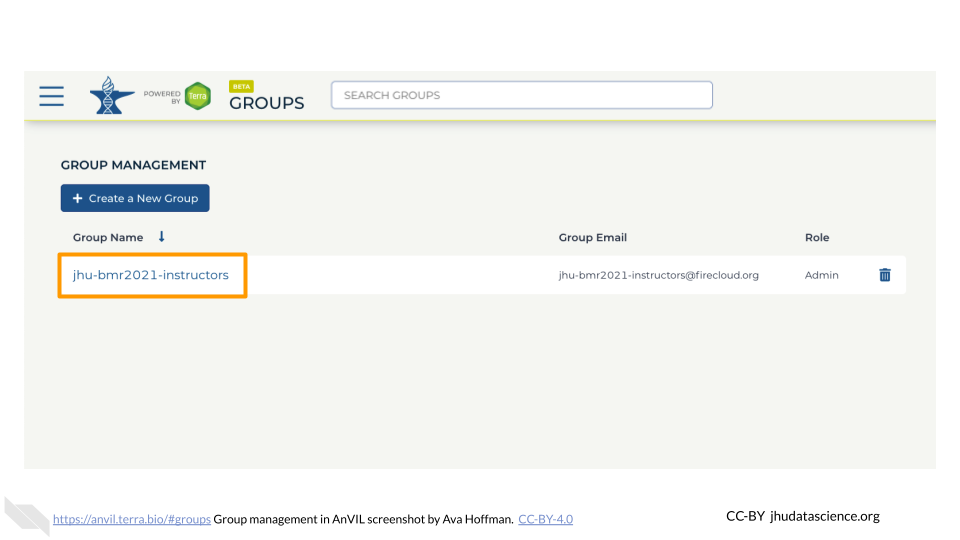 POWERED BY Terra
BETA
GROUPS
SEARCH GROUPS
GROUP MANAGEMENT
+ Create a New Group
Group Name Group Email Role
jhu-bmr2021-instructors jhu-bmr2021-instructors@firecloud.org Admin
https://anvil.terra.bio/#groups Group management in AnVIL screenshot by Ava Hoffman. CC-BY-4.0
CC-BY jhudatascience.org